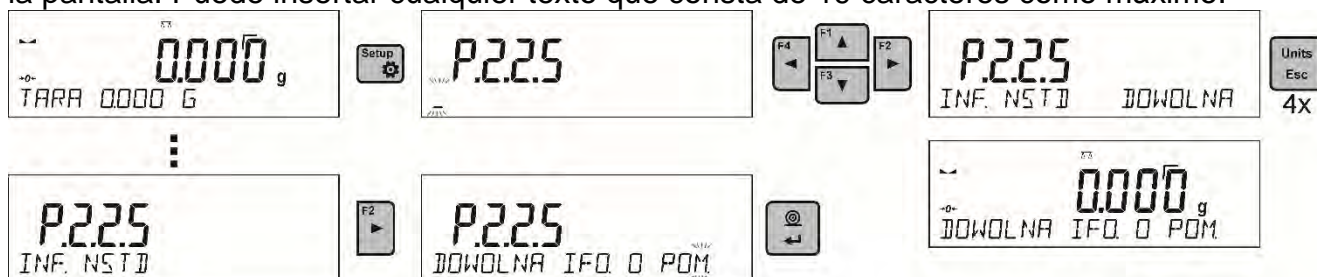 la pantalla. Puede insertar cualquier texto que consta de 16 caracteres como máximo.
0.000 g
TARA 0.000 G
Setup
P.2.2.5
F4 F1 F2 F3
P.2.2.5
INF. NSTD DOWOLNA
Units
Esc
4x
P.2.2.5
INF. NSTD
F2
P.2.2.5
DOWOLNA IFO. O POM.
0.000 g
DOWOLNA IFO. O POM.